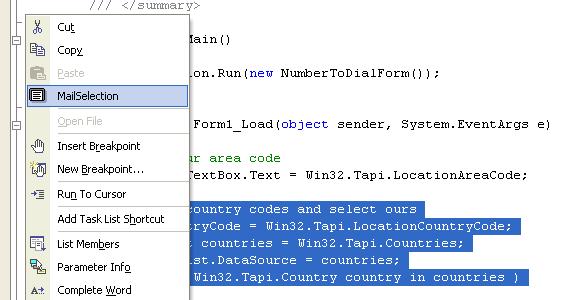 /// </summary>
Main()
ion.Run(new NumberToDialForm());
Form1_Load(object sender, System.EventArgs e)
ur area code
TextBox.Text = Win32.Tapi.LocationAreaCode;
country codes and select ours
tryCode = Win32.Tapi.LocationCountryCode;
t countries = Win32.Tapi.Countries;
ist.DataSource = countries;
Win32.Tapi.Country country in countries )
Cut
Copy
Paste
MailSelection
Open File
Insert Breakpoint
New Breakpoint...
Run To Cursor
Add Task List Shortcut
List Members
Parameter Info
Complete Word